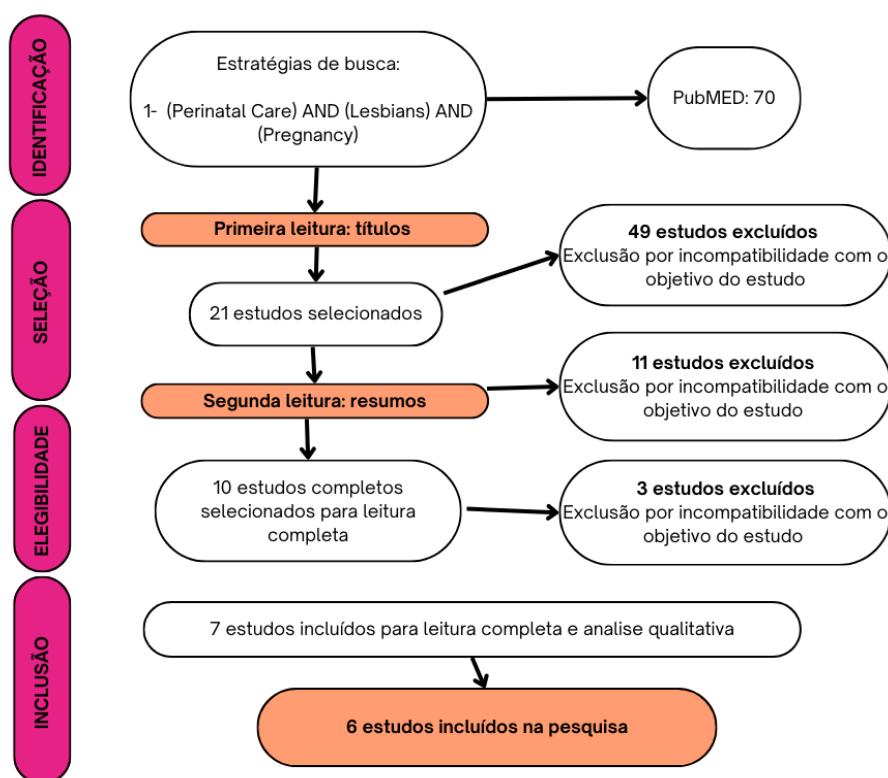 IDENTIFICAÇÃO
Estratégias de busca:
1- (Perinatal Care) AND (Lesbians) AND
(Pregnancy)
PubMED: 70
SELEÇÃO
Primeira leitura: títulos
49 estudos excluídos
Exclusão por incompatibilidade com o
objetivo do estudo
21 estudos selecionados
11 estudos excluídos
Exclusão por incompatibilidade com o
objetivo do estudo
Segunda leitura: resumos
ELEGIBILIDADE
10 estudos completos
selecionados para leitura
completa
3 estudos excluídos
Exclusão por incompatibilidade com o
objetivo do estudo
INCLUSÃO
7 estudos incluídos para leitura completa e analise qualitativa
6 estudos incluídos na pesquisa